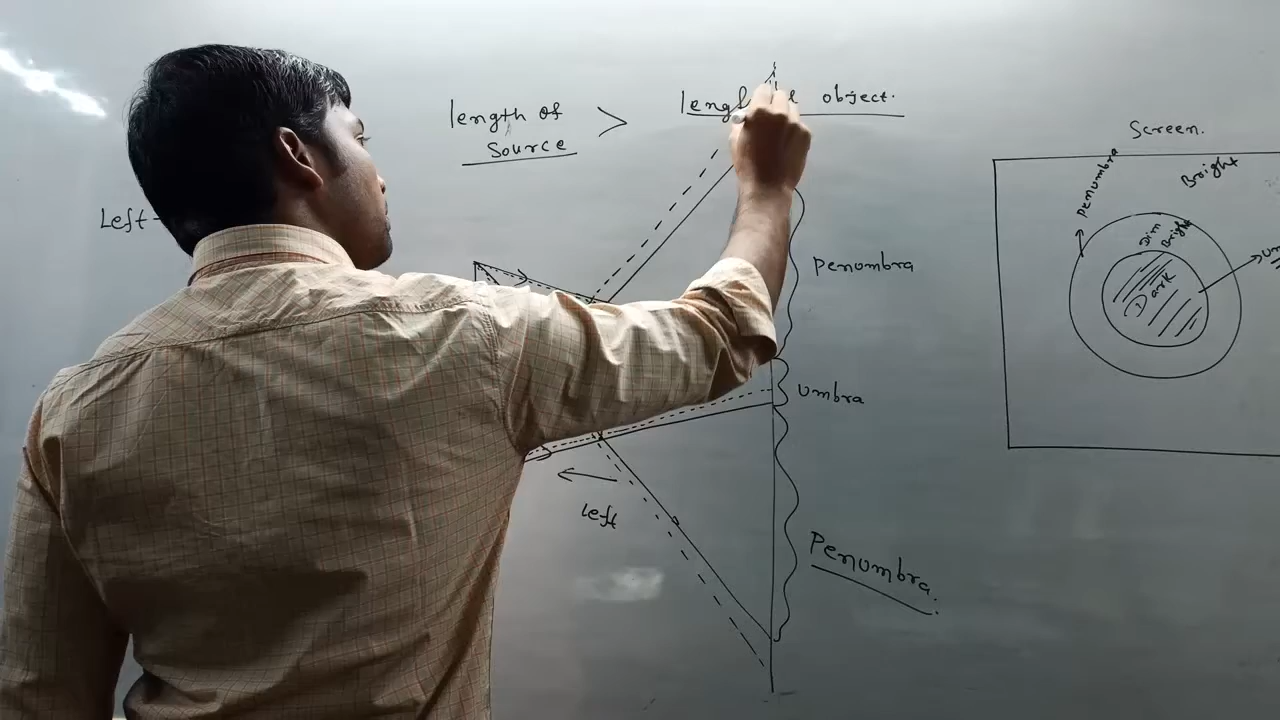 length of
Source
>
object.
Screen.
Penumbra
Bright
Left
Dim
Bright
Dark
Penumbra
Umbra
Left
Penumbra.